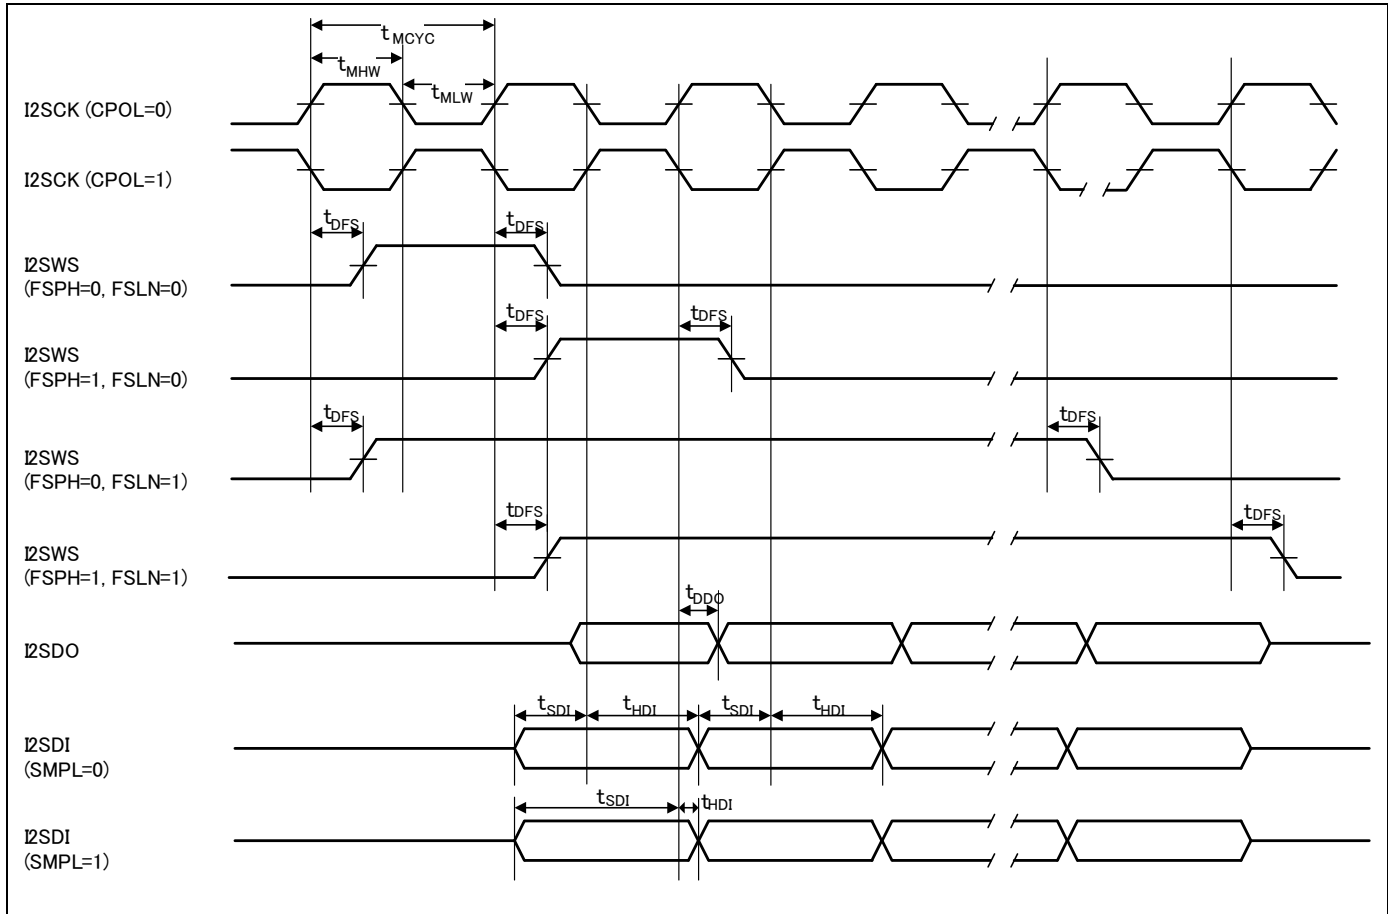 tMCYC
tMHW
tMLW
I2SCK (CPOL=0)
I2SCK (CPOL=1)
tDFS tDFS
I2SWS
(FSPH=0, FSLN=0)
tDFS tDFS
I2SWS
(FSPH=1, FSLN=0)
tDFS tDFS
I2SWS
(FSPH=0, FSLN=1)
tDFS tDFS
I2SWS
(FSPH=1, FSLN=1)
tDDO
I2SDO
tSDI tHDI tSDI tHDI
I2SDI
(SMPL=0)
tSDI tHDI
I2SDI
(SMPL=1)